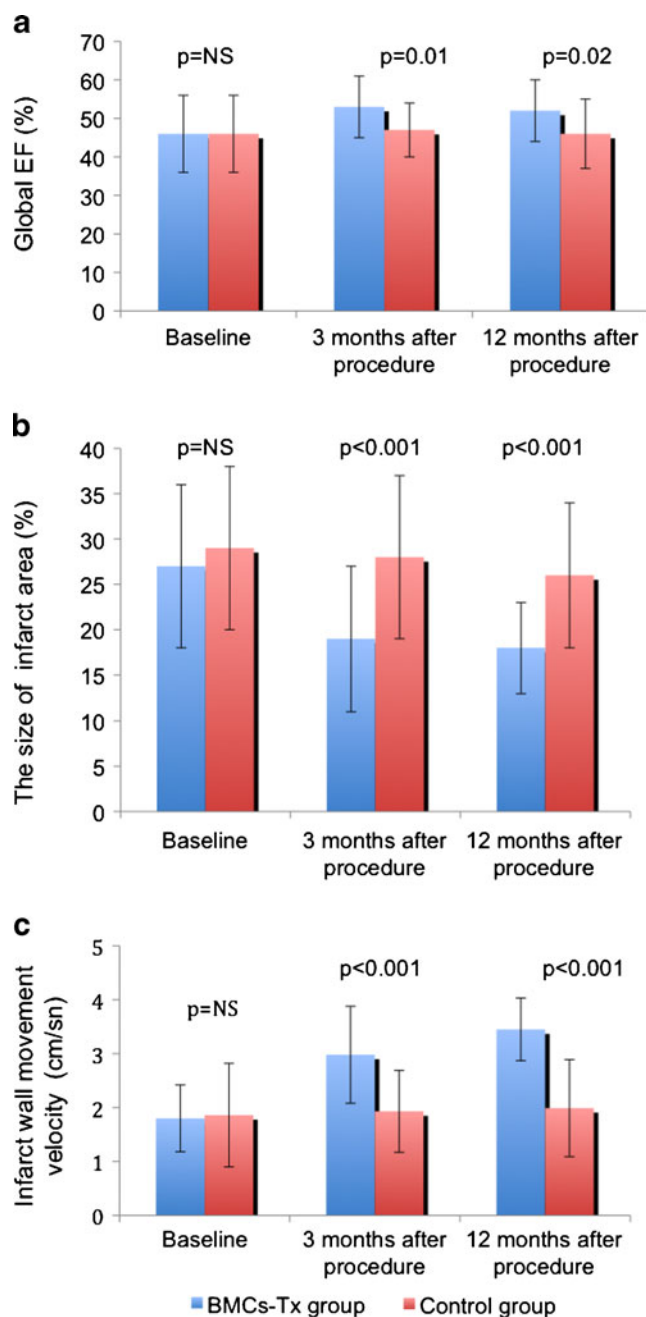 a
Global EF (%)
70
60
50
40
30
20
10
0
p=NS
p=0.01
p=0.02
Baseline
3 months after
procedure
12 months after
procedure
b
The size of infarct area (%)
40
35
30
25
20
15
10
5
0
p=NS
p<0.001
p<0.001
Baseline
3 months after
procedure
12 months after
procedure
c
Infarct wall movement
velocity (cm/sn)
5
4
3
2
1
0
p=NS
p<0.001
p<0.001
Baseline
3 months after
procedure
12 months after
procedure
BMCs-Tx group
Control group